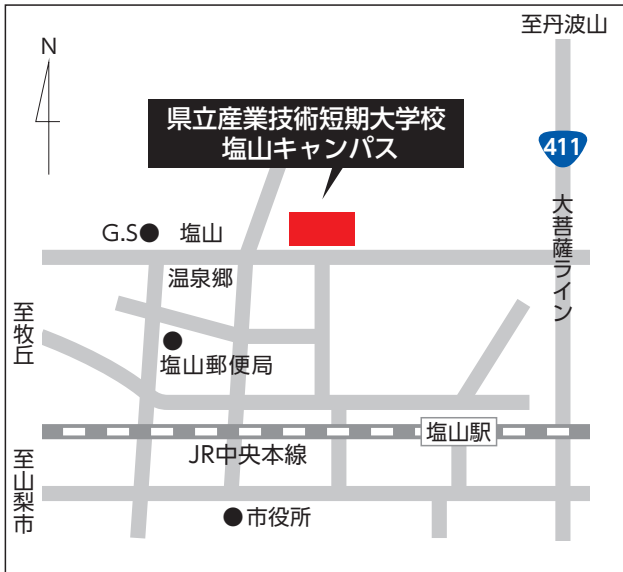 至丹波山
N
県立産業技術短期大学校
塩山キャンパス
411
大菩薩ライン
G.S
塩山
温泉郷
至牧丘
塩山郵便局
塩山駅
JR中央本線
至山梨市
市役所